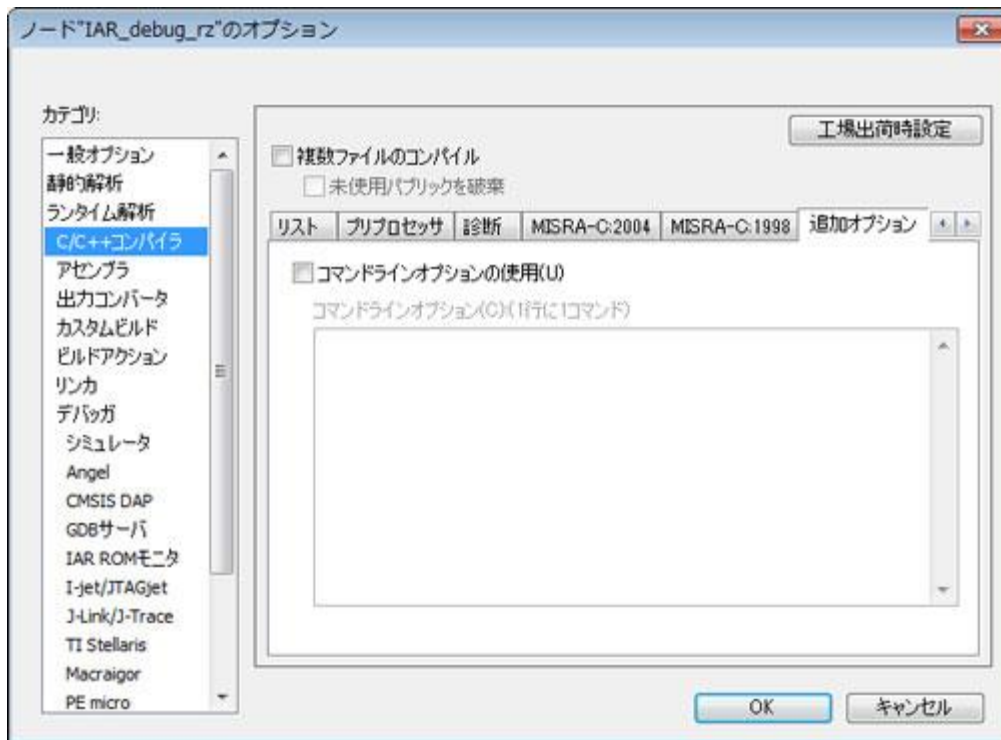 ノード"IAR_debug_rz"のオプション
カテゴリ:
一般オプション
静的解析
ランタイム解析
C/C++コンパイラ
アセンブラ
出力コンバータ
カスタムビルド
ビルドアクション
リンカ
デバッガ
シミュレータ
Angel
CMSIS DAP
GDBサーバ
IAR ROMモニタ
I-jet/JTAGjet
J-Link/J-Trace
TI Stellaris
Macraigor
PE micro
工場出荷時設定
複数ファイルのコンパイル
未使用パブリックを破棄
リスト プリプロセッサ 診断 MISRA-C:2004 MISRA-C:1998 追加オプション
コマンドラインオプションの使用(U)
コマンドラインオプション(C)(1行に1コマンド)
OK キャンセル